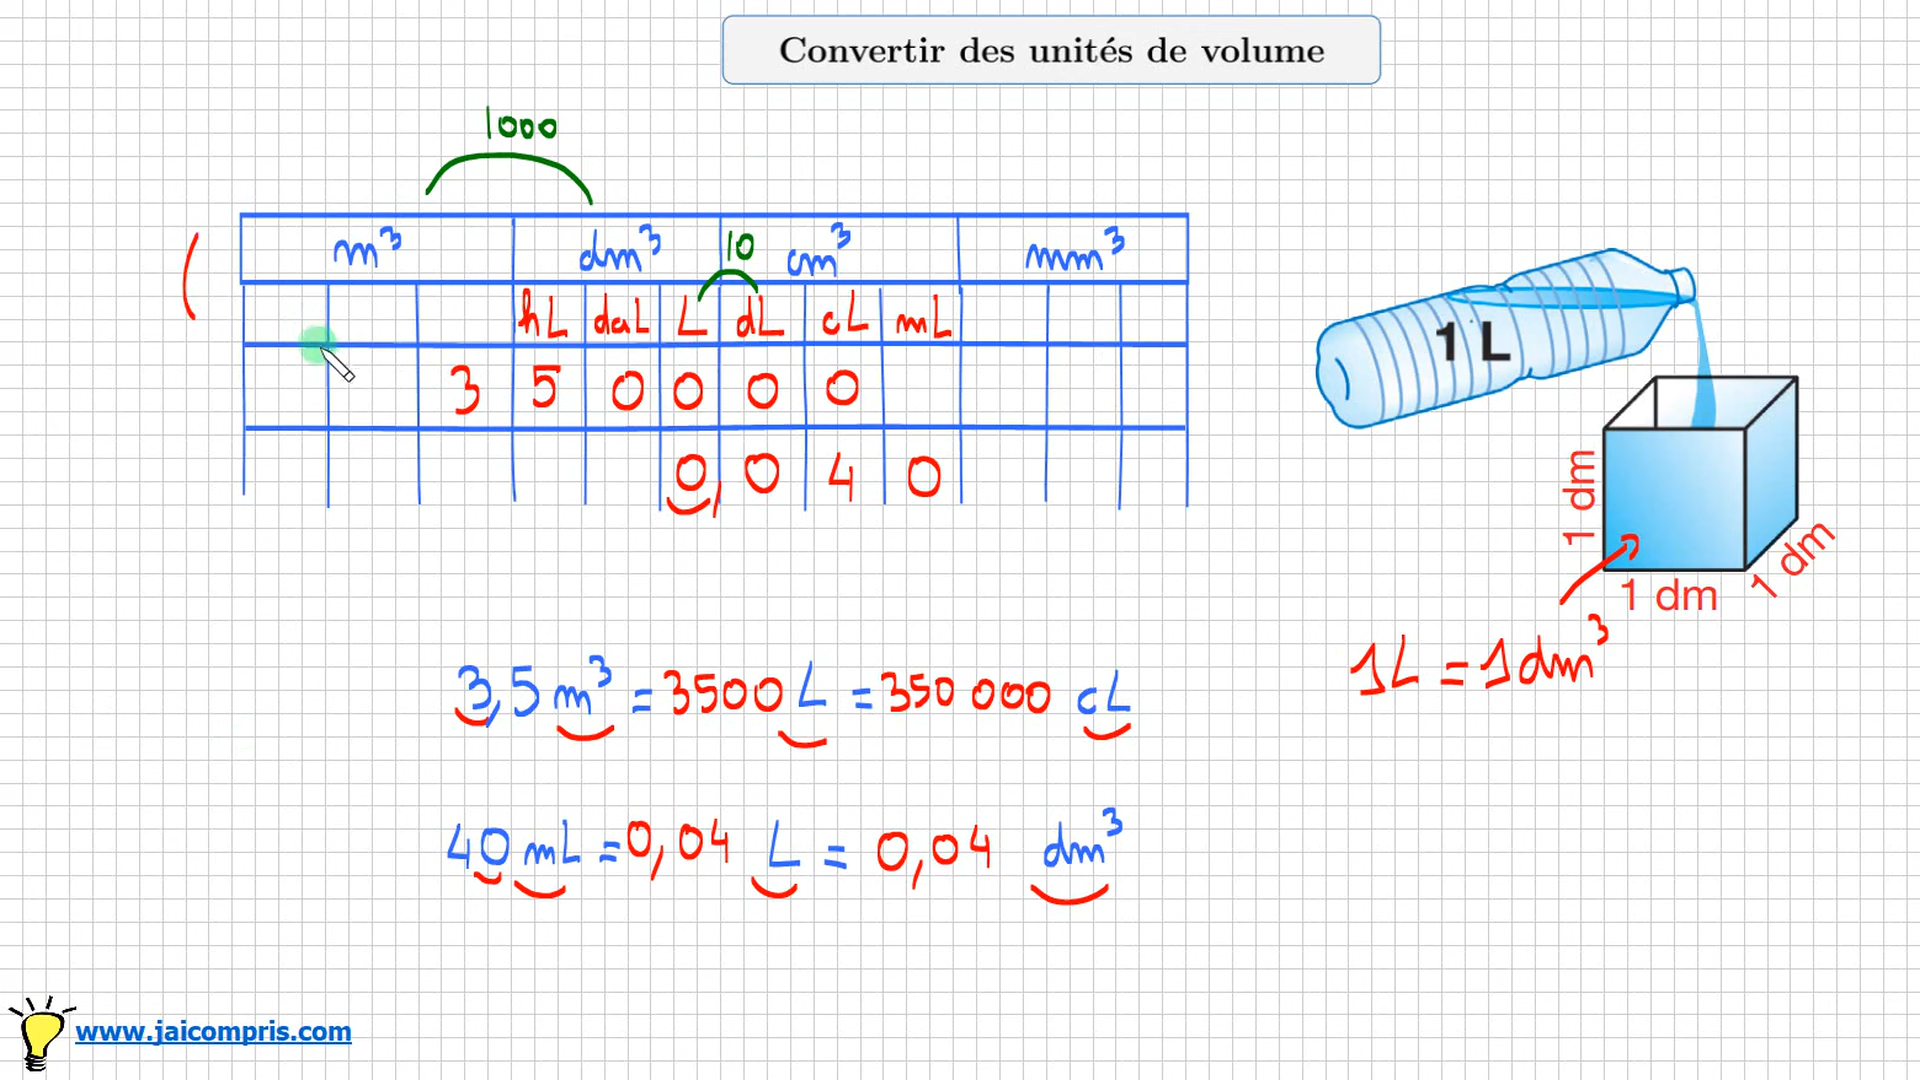 Convertir des unités de volume
1000
m³ dm³ cm³ mm³
10
hL daL L dL cL mL
3 5 0 0 0 0
0, 0 4 0
1 L
1 dm
1 dm
1 dm
1L = 1dm³
3,5 m³ = 3500 L = 350 000 cL
40 mL = 0,04 L = 0,04 dm³
www.jaicompris.com